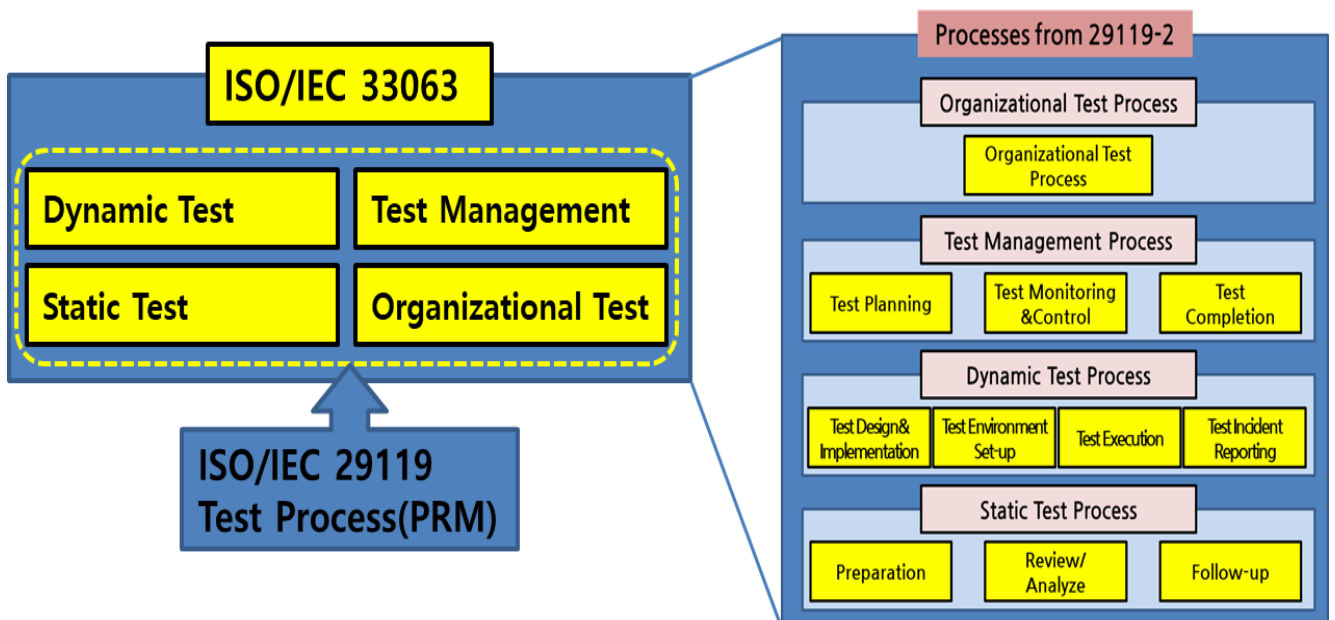 ISO/IEC 33063
Dynamic Test
Test Management
Static Test
Organizational Test
ISO/IEC 29119
Test Process(PRM)
Processes from 29119-2
Organizational Test Process
Organizational Test
Process
Test Management Process
Test Planning
Test Monitoring
&Control
Test
Completion
Dynamic Test Process
Test Design&
Implementation
Test Environment
Set-up
Test Execution
Test Incident
Reporting
Static Test Process
Preparation
Review/
Analyze
Follow-up